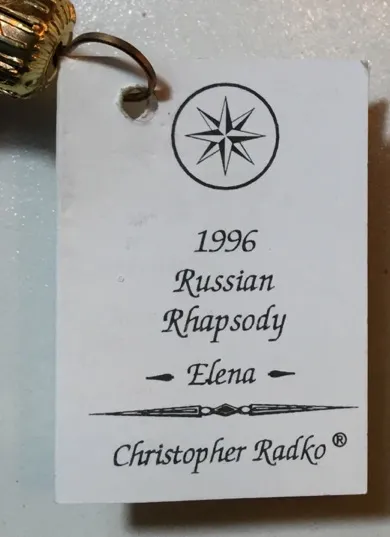 1996
Russian
Rhapsody
Elena
Christopher Radko®